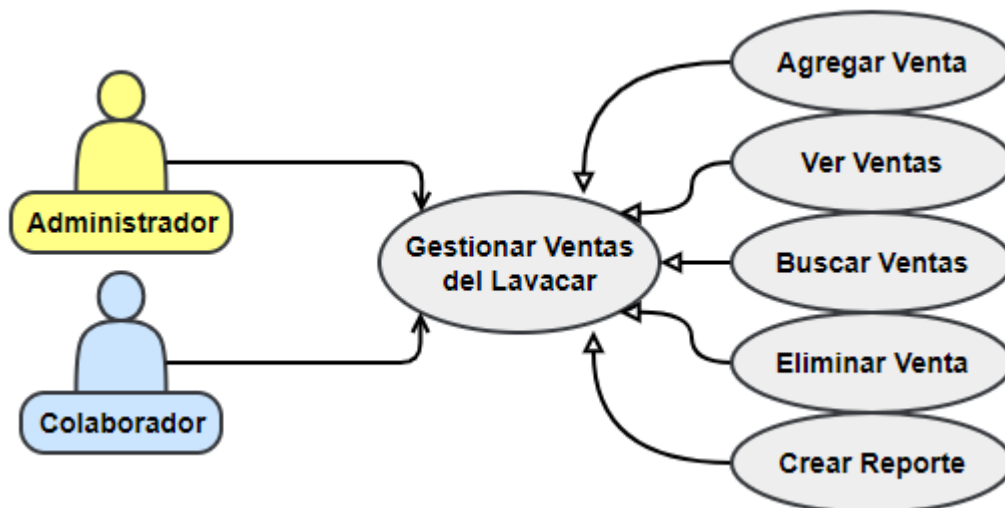 Agregar Venta
Ver Ventas
Administrador
Gestionar Ventas
del Lavacar
Buscar Ventas
Eliminar Venta
Colaborador
Crear Reporte